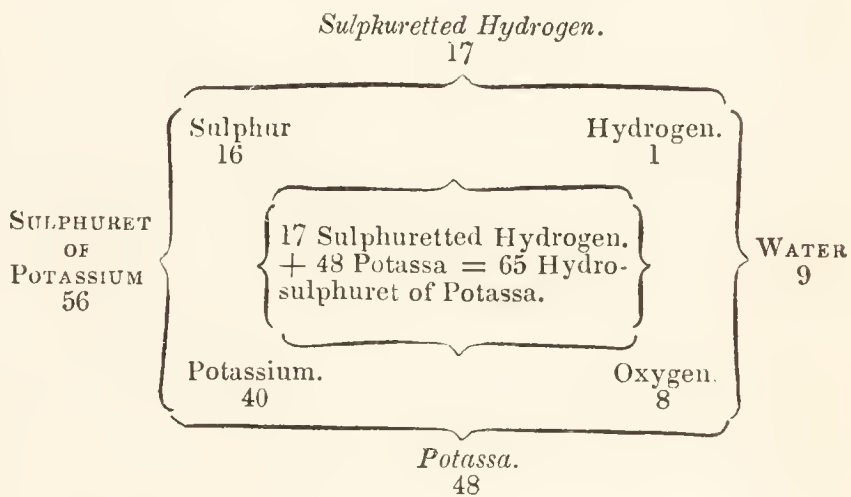 Sulphuretted Hydrogen.
17
Sulphur
16
Hydrogen.
1
SULPHURET
OF
POTASSIUM
56
17 Sulphuretted Hydrogen.
+ 48 Potassa = 65 Hydro-
sulphuret of Potassa.
WATER
9
Potassium.
40
Oxygen.
8
Potassa.
48